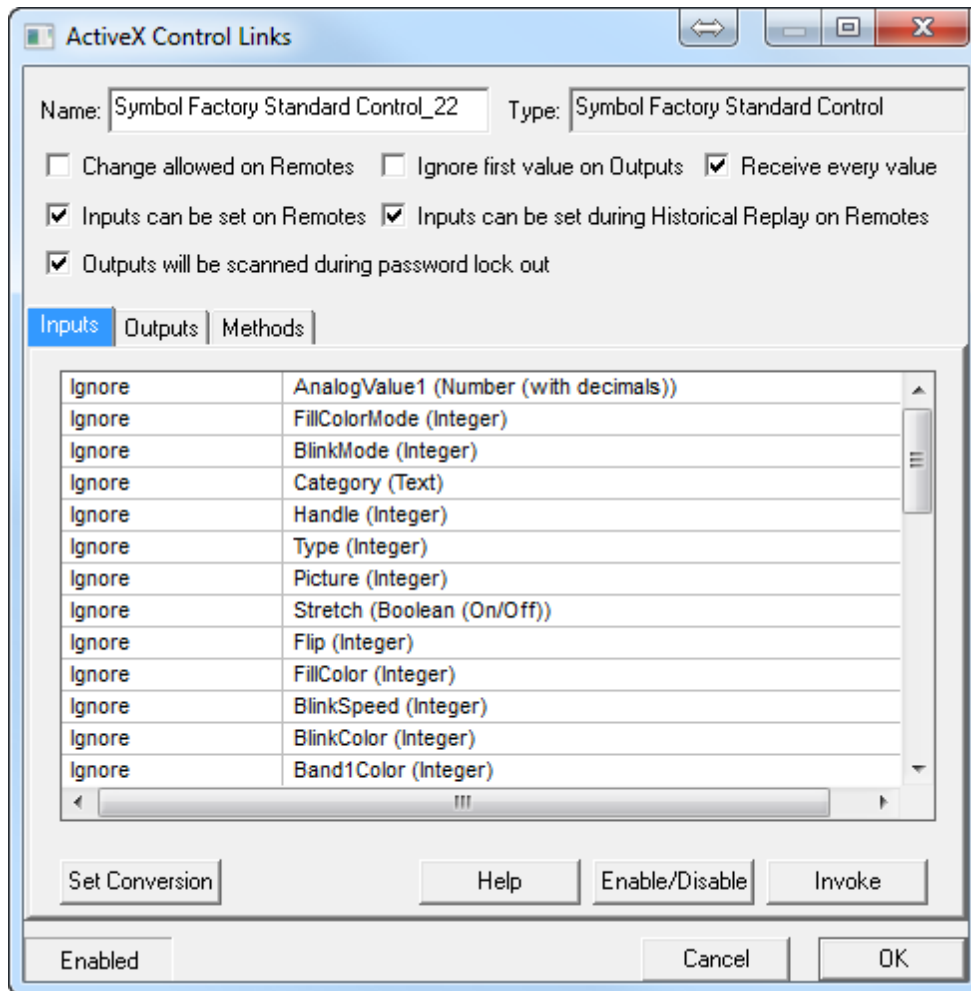 ActiveX Control Links
Name: Symbol Factory Standard Control_22 Type: Symbol Factory Standard Control
Change allowed on Remotes Ignore first value on Outputs Receive every value
Inputs can be set on Remotes Inputs can be set during Historical Replay on Remotes
Outputs will be scanned during password lock out
Inputs Outputs Methods
Ignore AnalogValue1 (Number (with decimals))
Ignore FillColorMode (Integer)
Ignore BlinkMode (Integer)
Ignore Category (Text)
Ignore Handle (Integer)
Ignore Type (Integer)
Ignore Picture (Integer)
Ignore Stretch (Boolean (On/Off))
Ignore Flip (Integer)
Ignore FillColor (Integer)
Ignore BlinkSpeed (Integer)
Ignore BlinkColor (Integer)
Ignore Band1Color (Integer)
Set Conversion Help Enable/Disable Invoke
Enabled Cancel OK